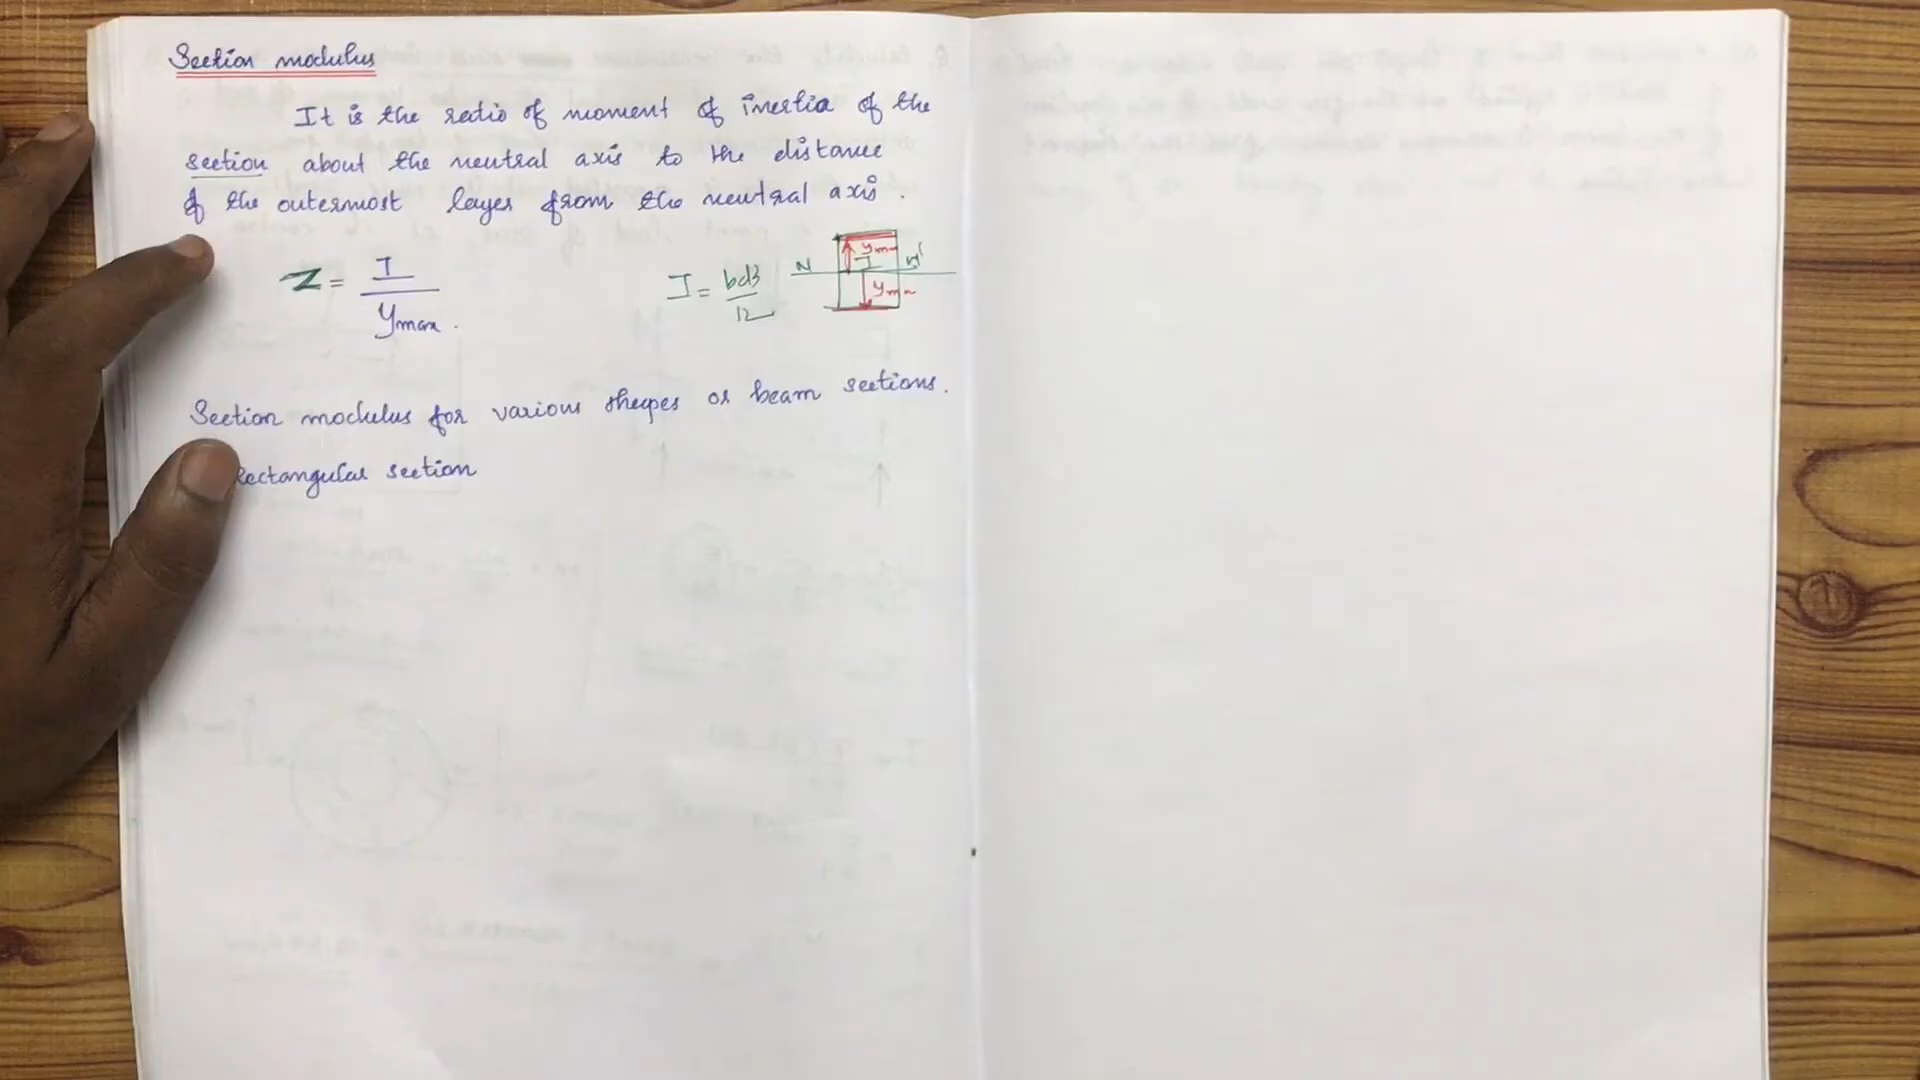 Section modulus
It is the ratio of moment of inertia of the
section about the neutral axis to the distance
of the outermost layer from the neutral axis.
Z = I / ymax.
I = bd3 / 12
N
ym
I
ym
Section modulus for various shapes or beam sections.
Rectangular section